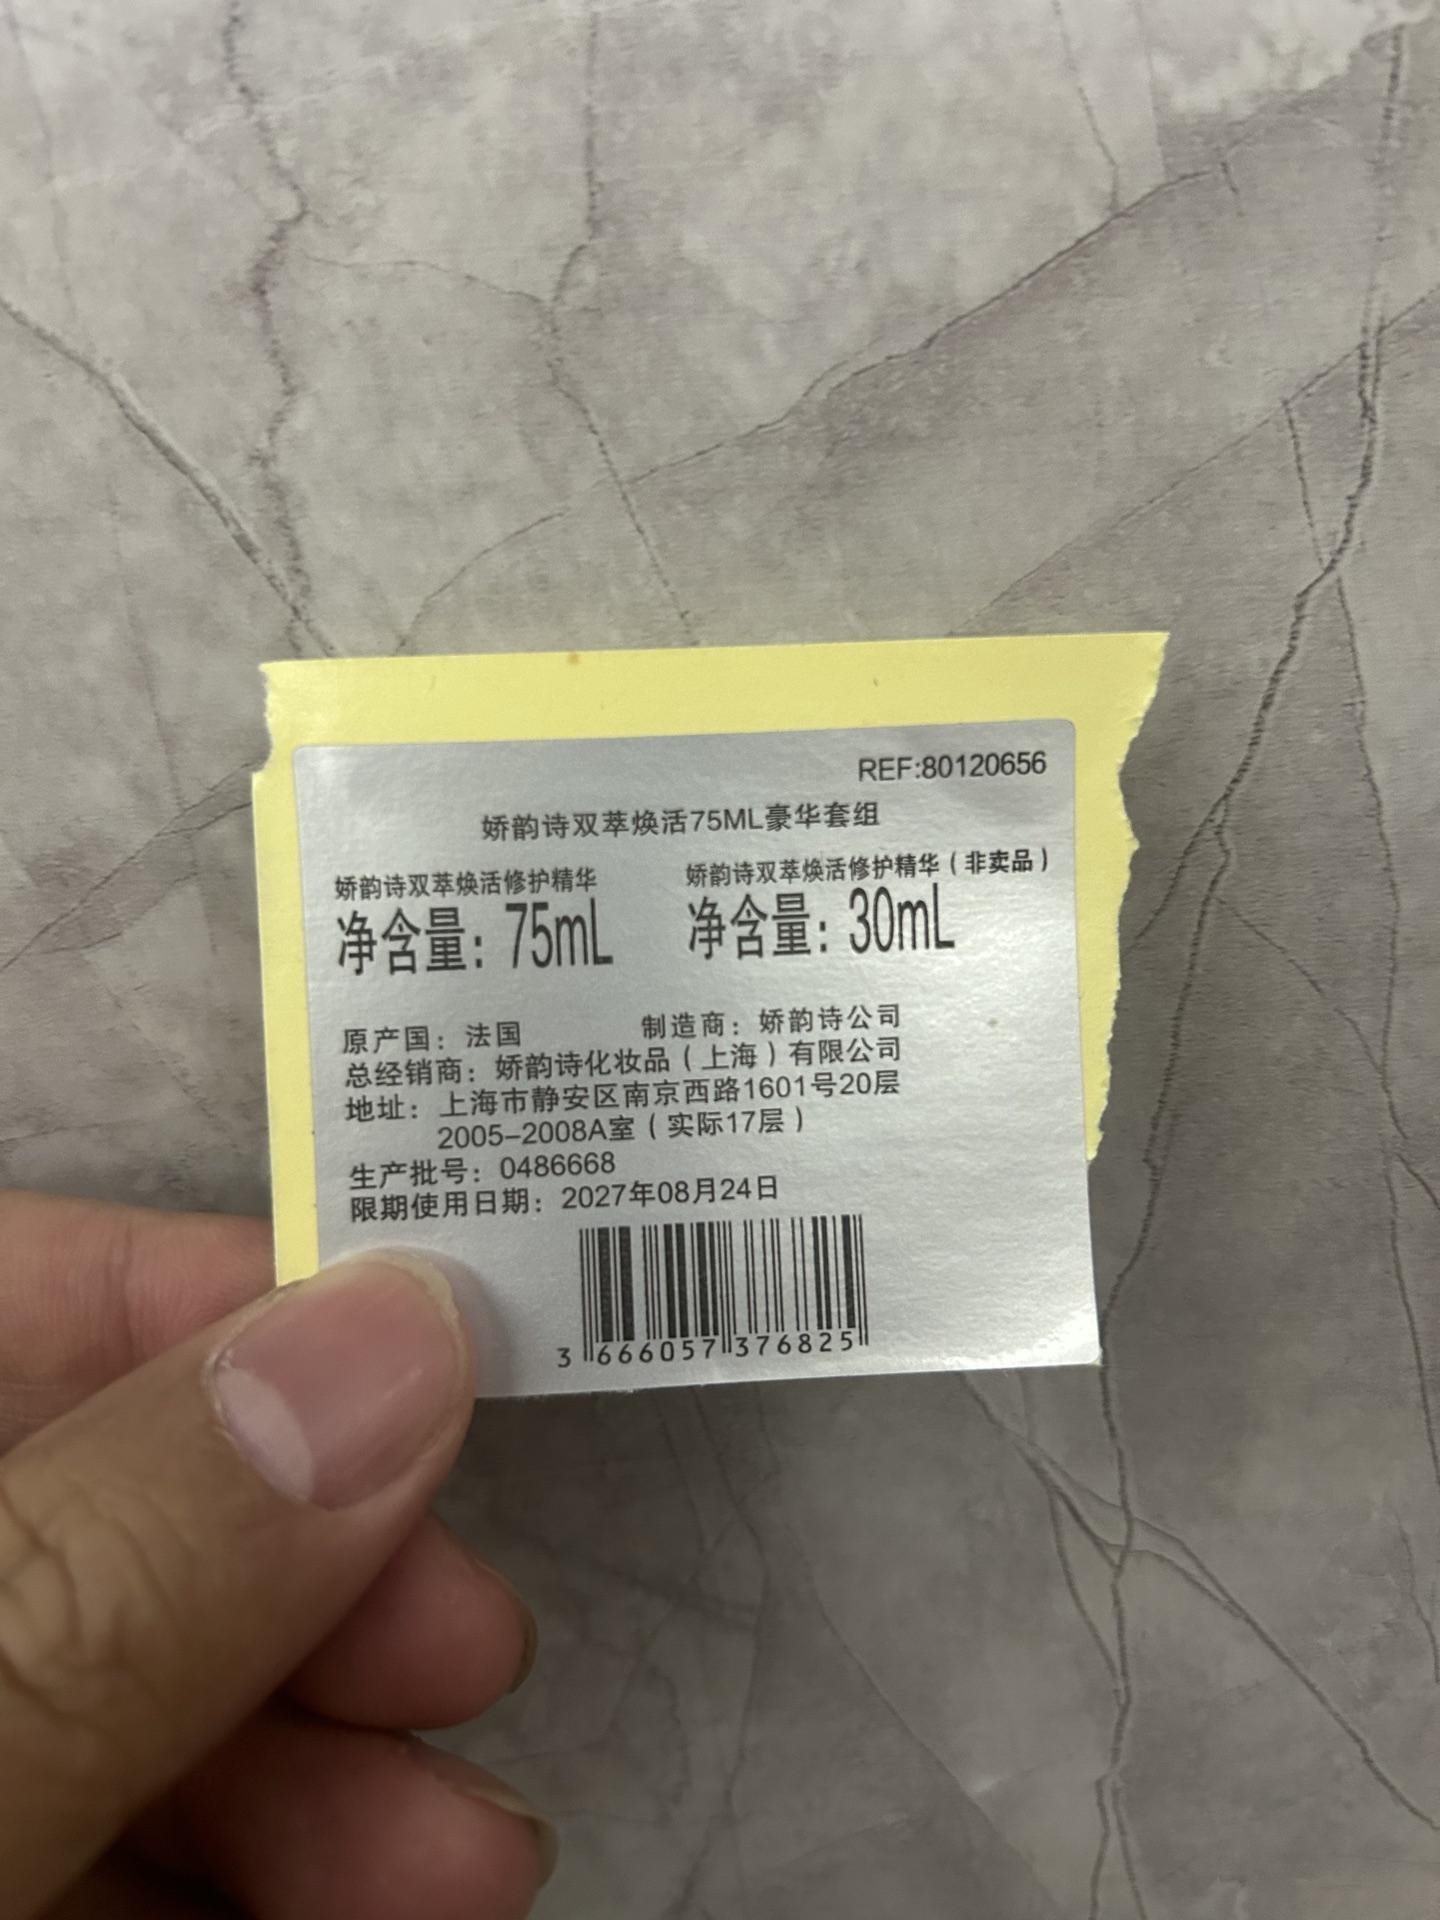 REF:80120656
娇韵诗双萃焕活75ML豪华套组
娇韵诗双萃焕活修护精华 娇韵诗双萃焕活修护精华（非卖品）
净含量：75mL 净含量：30mL
原产国：法国 制造商：娇韵诗公司
总经销商：娇韵诗化妆品（上海）有限公司
地址：上海市静安区南京西路1601号20层
2005–2008A室（实际17层）
生产批号：0486668
限期使用日期：2027年08月24日
3 666057 376825